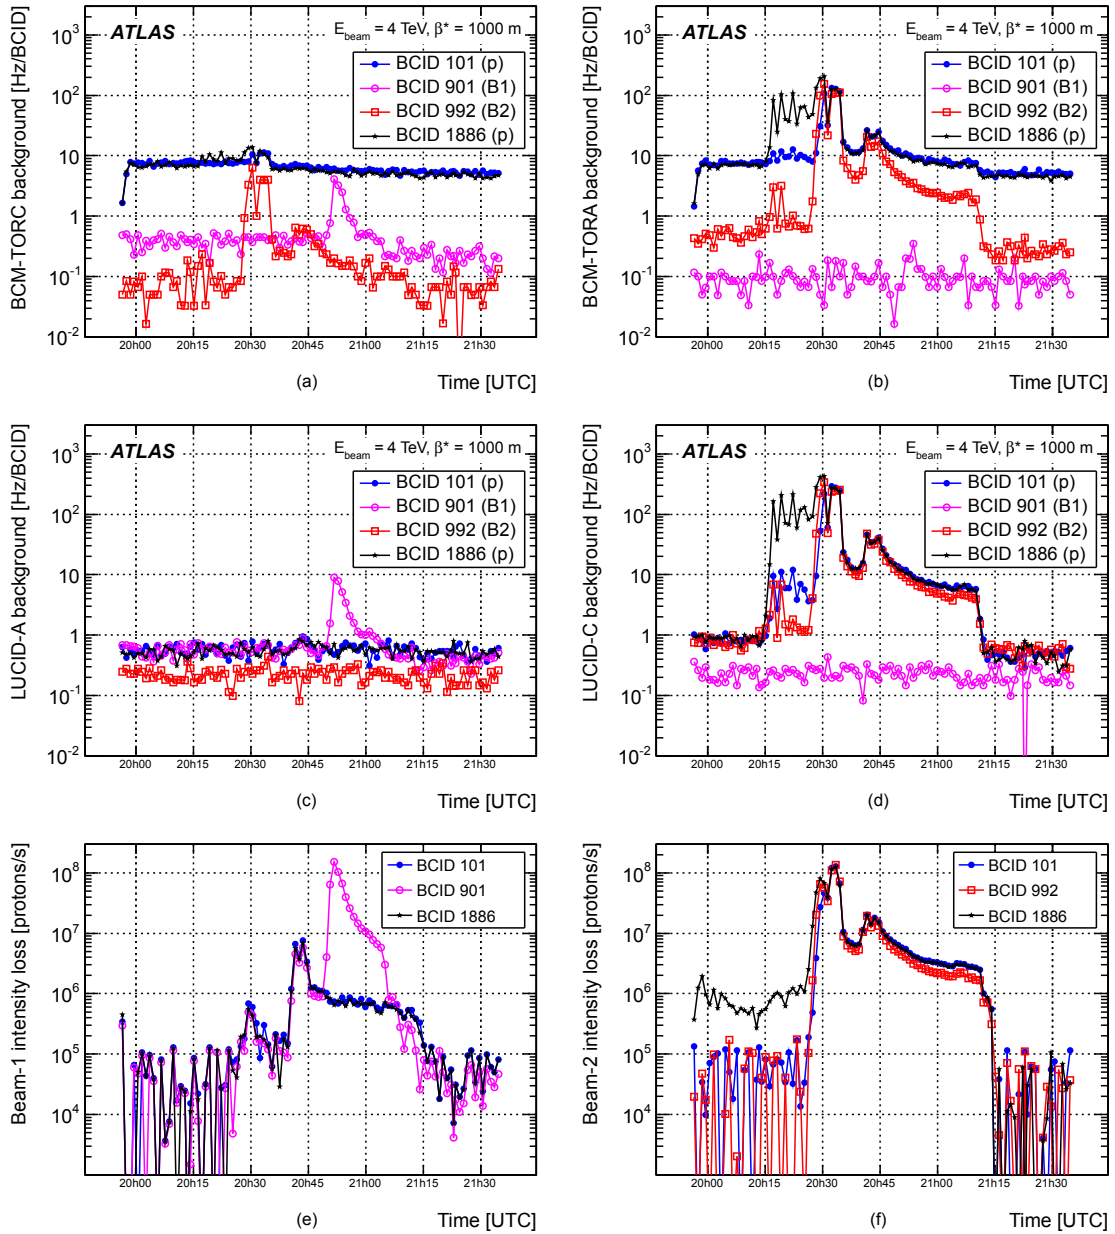 BCM-TORC background [Hz/BCID]
10³
10²
10
1
10⁻¹
10⁻²
ATLAS
E_beam = 4 TeV, β* = 1000 m
BCID 101 (p)
BCID 901 (B1)
BCID 992 (B2)
BCID 1886 (p)
20h00 20h15 20h30 20h45 21h00 21h15 21h30
(a)
Time [UTC]
BCM-TORA background [Hz/BCID]
10³
10²
10
1
10⁻¹
10⁻²
ATLAS
E_beam = 4 TeV, β* = 1000 m
BCID 101 (p)
BCID 901 (B1)
BCID 992 (B2)
BCID 1886 (p)
20h00 20h15 20h30 20h45 21h00 21h15 21h30
(b)
Time [UTC]
LUCID-A background [Hz/BCID]
10³
10²
10
1
10⁻¹
10⁻²
ATLAS
E_beam = 4 TeV, β* = 1000 m
BCID 101 (p)
BCID 901 (B1)
BCID 992 (B2)
BCID 1886 (p)
20h00 20h15 20h30 20h45 21h00 21h15 21h30
(c)
Time [UTC]
LUCID-C background [Hz/BCID]
10³
10²
10
1
10⁻¹
10⁻²
ATLAS
E_beam = 4 TeV, β* = 1000 m
BCID 101 (p)
BCID 901 (B1)
BCID 992 (B2)
BCID 1886 (p)
20h00 20h15 20h30 20h45 21h00 21h15 21h30
(d)
Time [UTC]
Beam-1 intensity loss [protons/s]
10⁸
10⁷
10⁶
10⁵
10⁴
BCID 101
BCID 901
BCID 1886
20h00 20h15 20h30 20h45 21h00 21h15 21h30
(e)
Time [UTC]
Beam-2 intensity loss [protons/s]
10⁸
10⁷
10⁶
10⁵
10⁴
BCID 101
BCID 992
BCID 1886
20h00 20h15 20h30 20h45 21h00 21h15 21h30
(f)
Time [UTC]